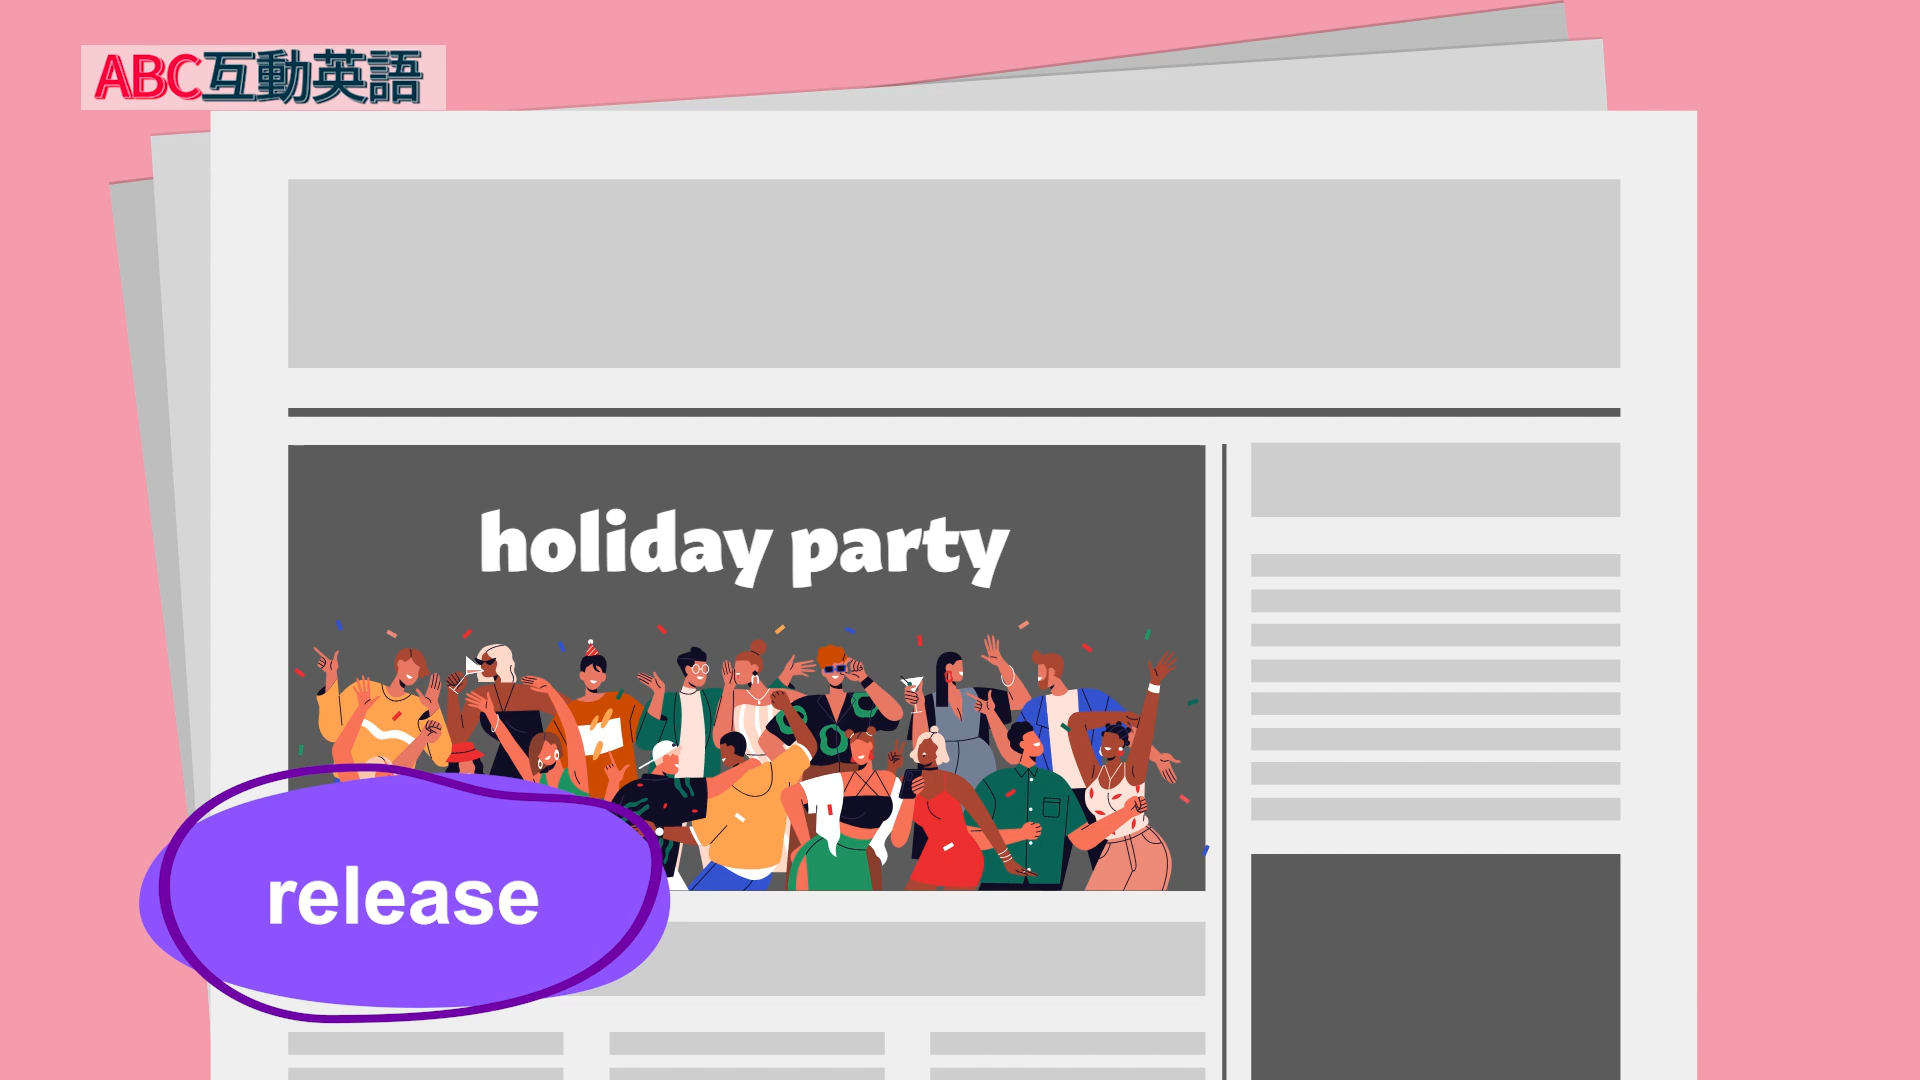 ABC互動英語
holiday party
release